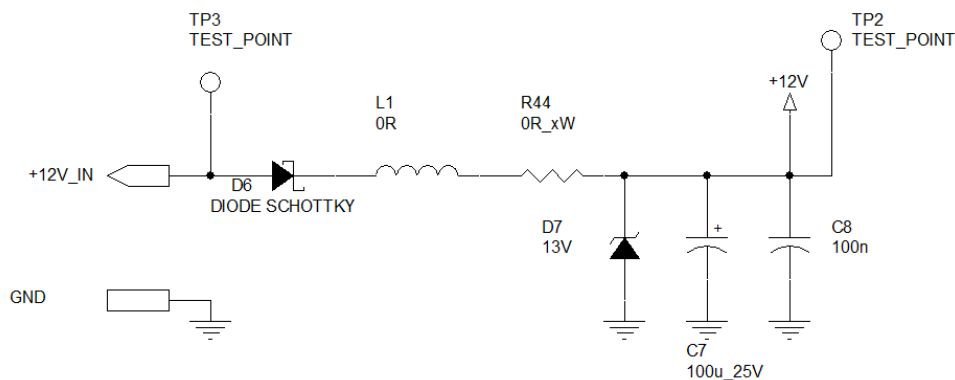 TP3
TEST_POINT
TP2
TEST_POINT
+12V
L1
0R
R44
0R_xW
+12V_IN
D6
DIODE SCHOTTKY
D7
13V
+
C8
100n
GND
C7
100u_25V